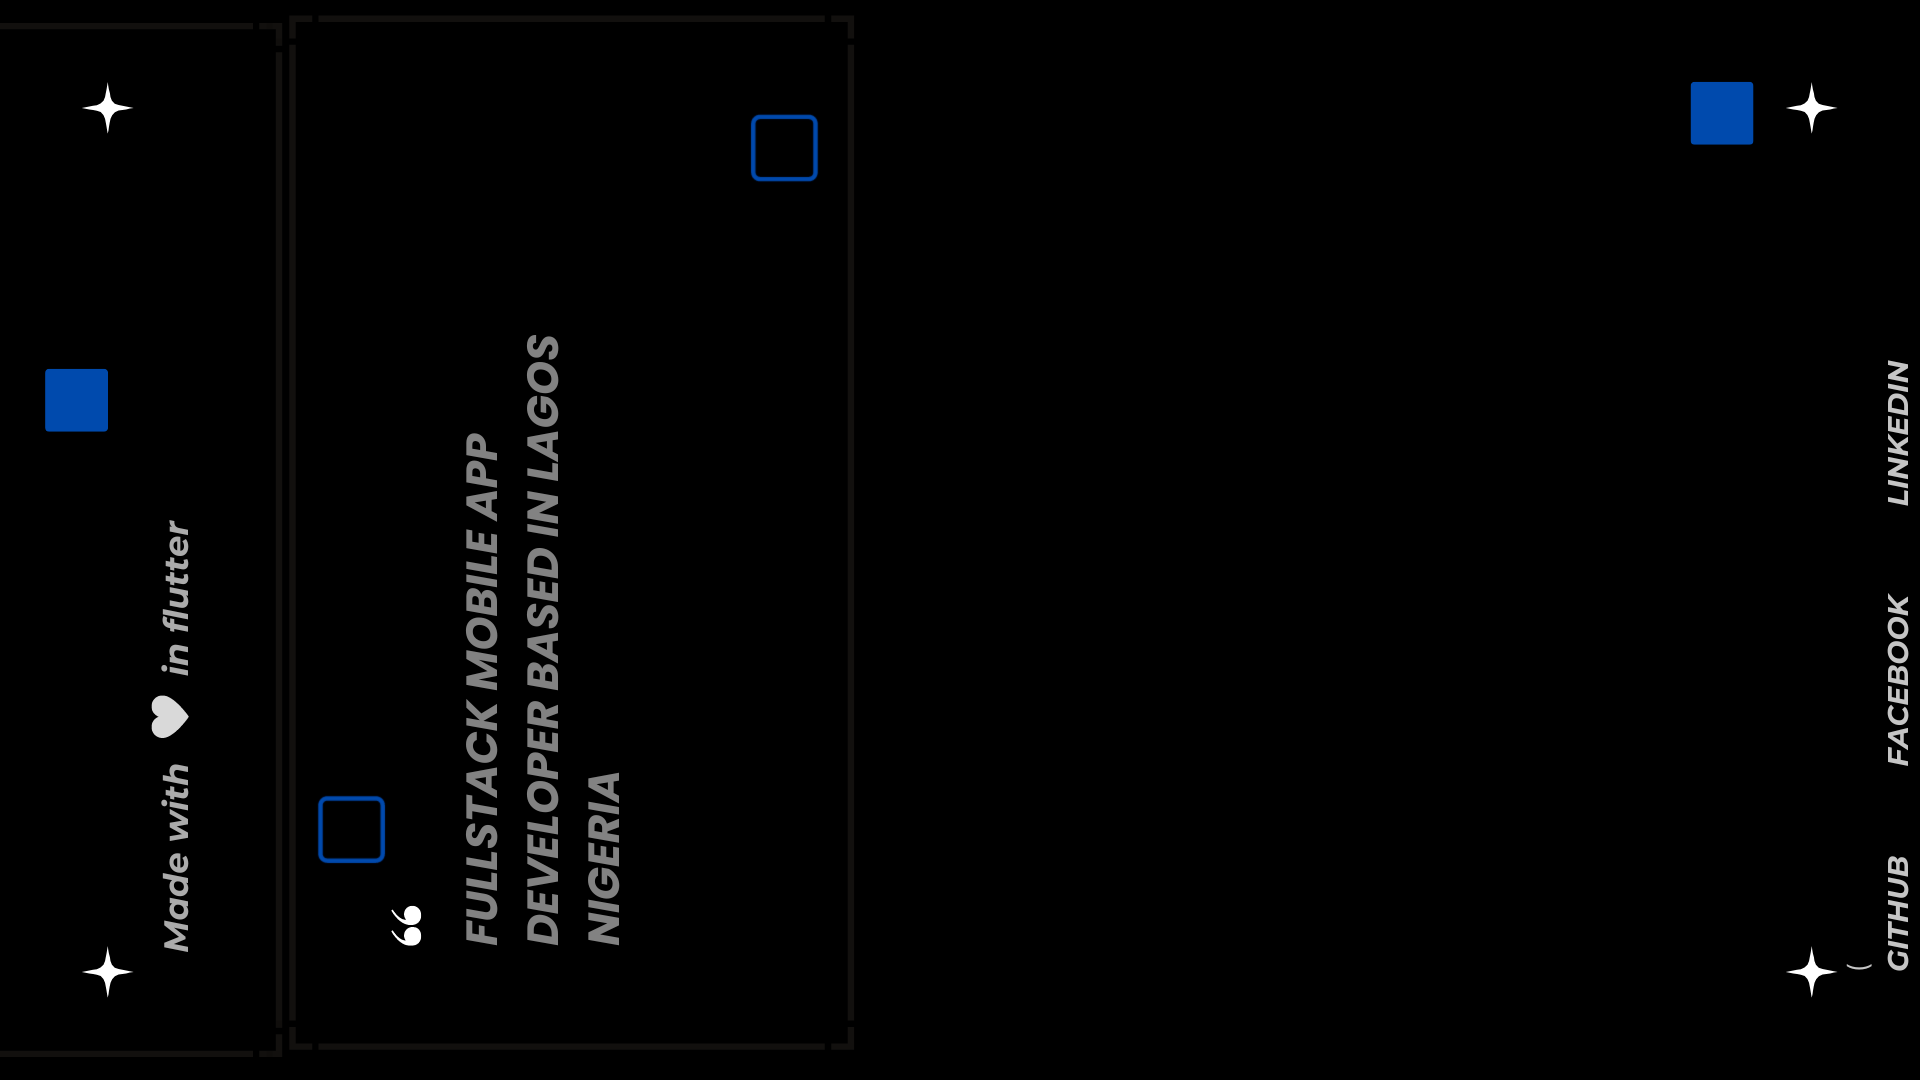 Made with in flutter
“
FULLSTACK MOBILE APP
DEVELOPER BASED IN LAGOS
NIGERIA
(
GITHUB FACEBOOK LINKEDIN